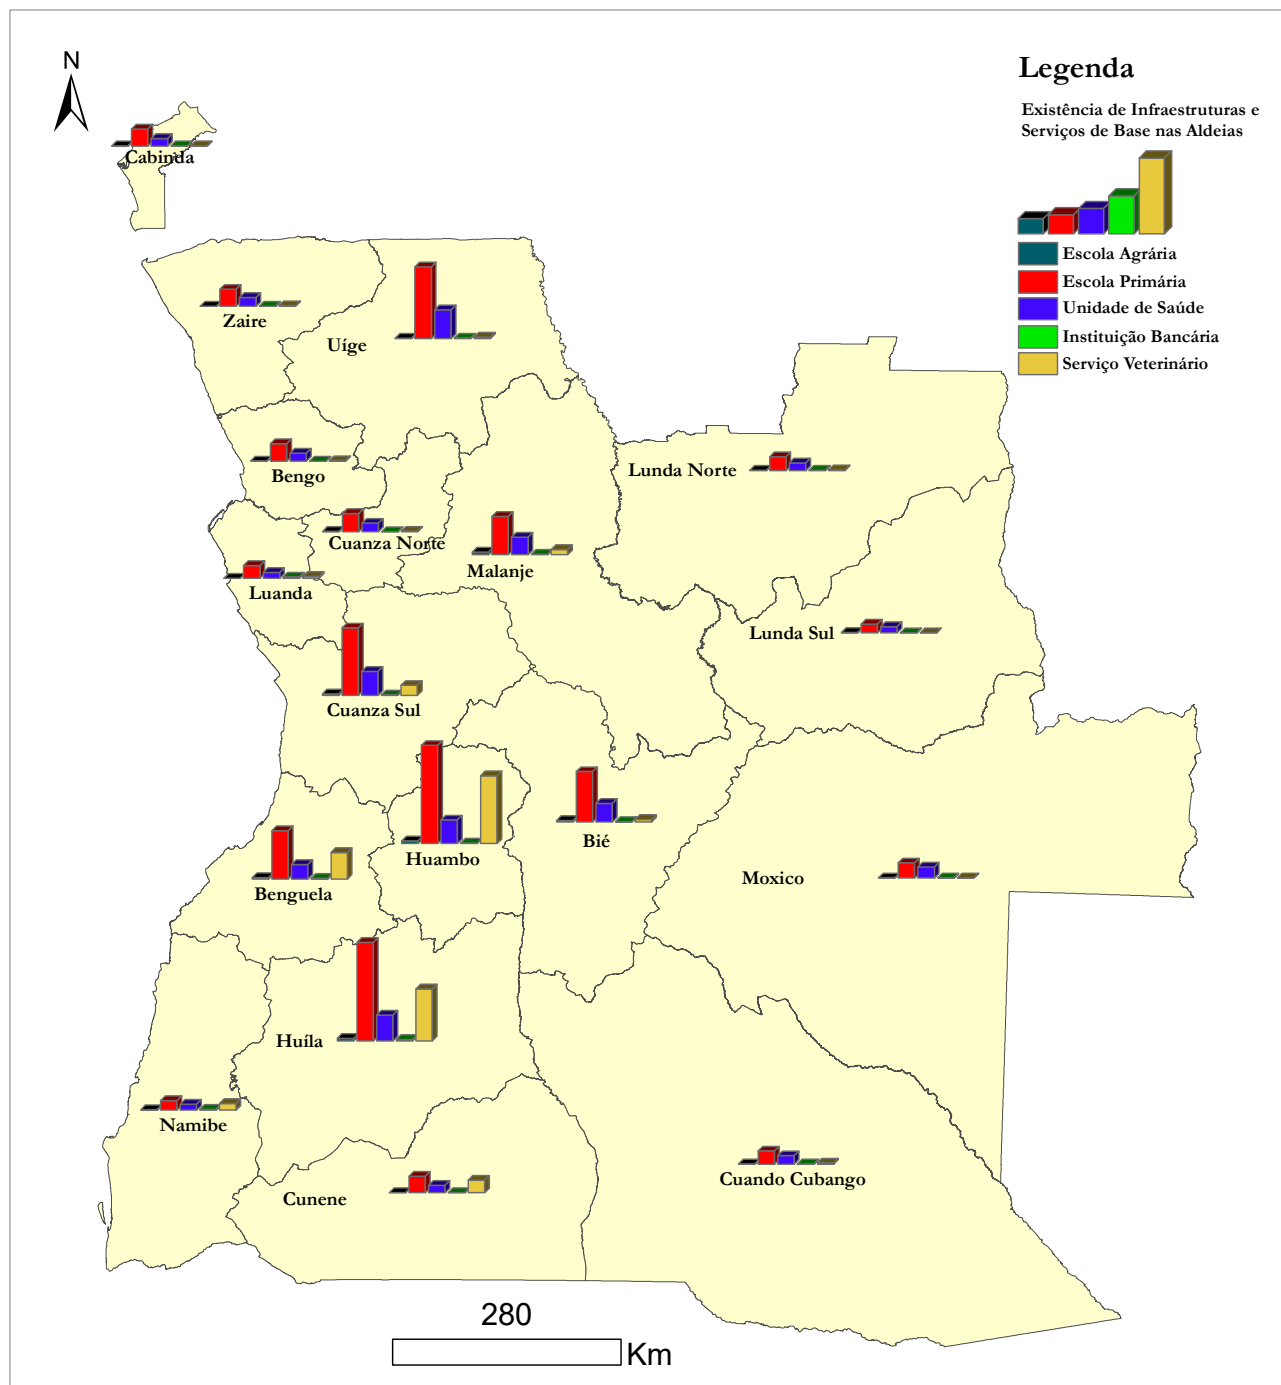 N
Legenda
Existência de Infraestruturas e
Serviços de Base nas Aldeias
Escola Agrária
Escola Primária
Unidade de Saúde
Instituição Bancária
Serviço Veterinário
Cabinda
Zaire
Uíge
Bengo
Lunda Norte
Cuanza Norte
Malanje
Luanda
Lunda Sul
Cuanza Sul
Bié
Huambo
Moxico
Benguela
Huíla
Namibe
Cuando Cubango
Cunene
280
Km